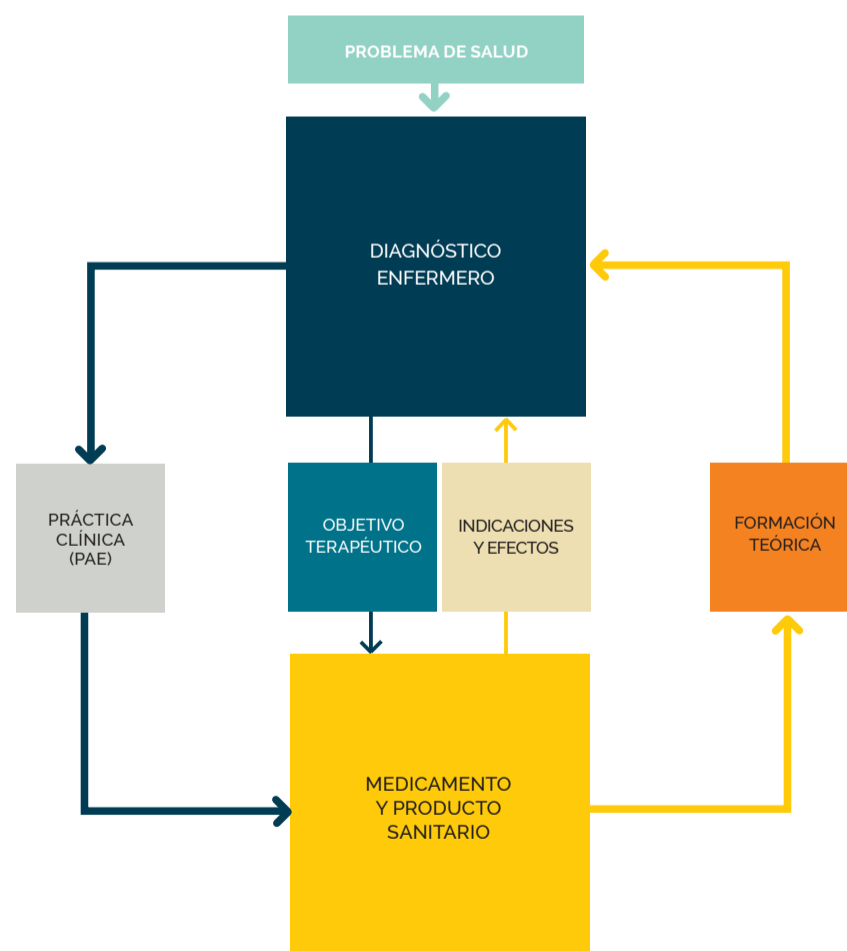 PROBLEMA DE SALUD
DIAGNÓSTICO
ENFERMERO
PRÁCTICA
CLÍNICA
(PAE)
OBJETIVO
TERAPÉUTICO
INDICACIONES
Y EFECTOS
FORMACIÓN
TEÓRICA
MEDICAMENTO
Y PRODUCTO
SANITARIO